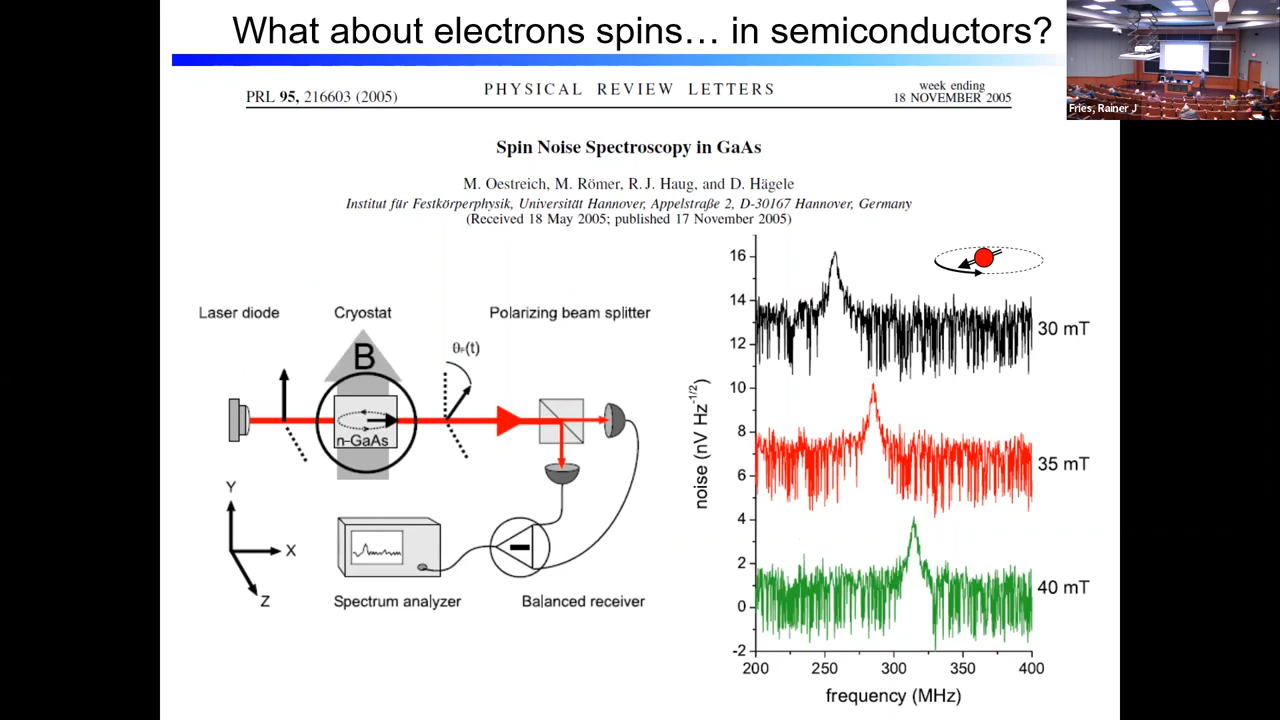 What about electrons spins… in semiconductors?
Fries, Rainer J
PRL 95, 216603 (2005)
PHYSICAL REVIEW LETTERS
week ending
18 NOVEMBER 2005
Spin Noise Spectroscopy in GaAs
M. Oestreich, M. Römer, R. J. Haug, and D. Hägele
Institut für Festkörperphysik, Universität Hannover, Appelstraße 2, D-30167 Hannover, Germany
(Received 18 May 2005; published 17 November 2005)
Laser diode
Cryostat
Polarizing beam splitter
B
θF(t)
n-GaAs
Y
X
Z
Spectrum analyzer
Balanced receiver
noise (nV Hz-1/2)
16
14
12
10
8
6
4
2
0
-2
30 mT
35 mT
40 mT
200 250 300 350 400
frequency (MHz)